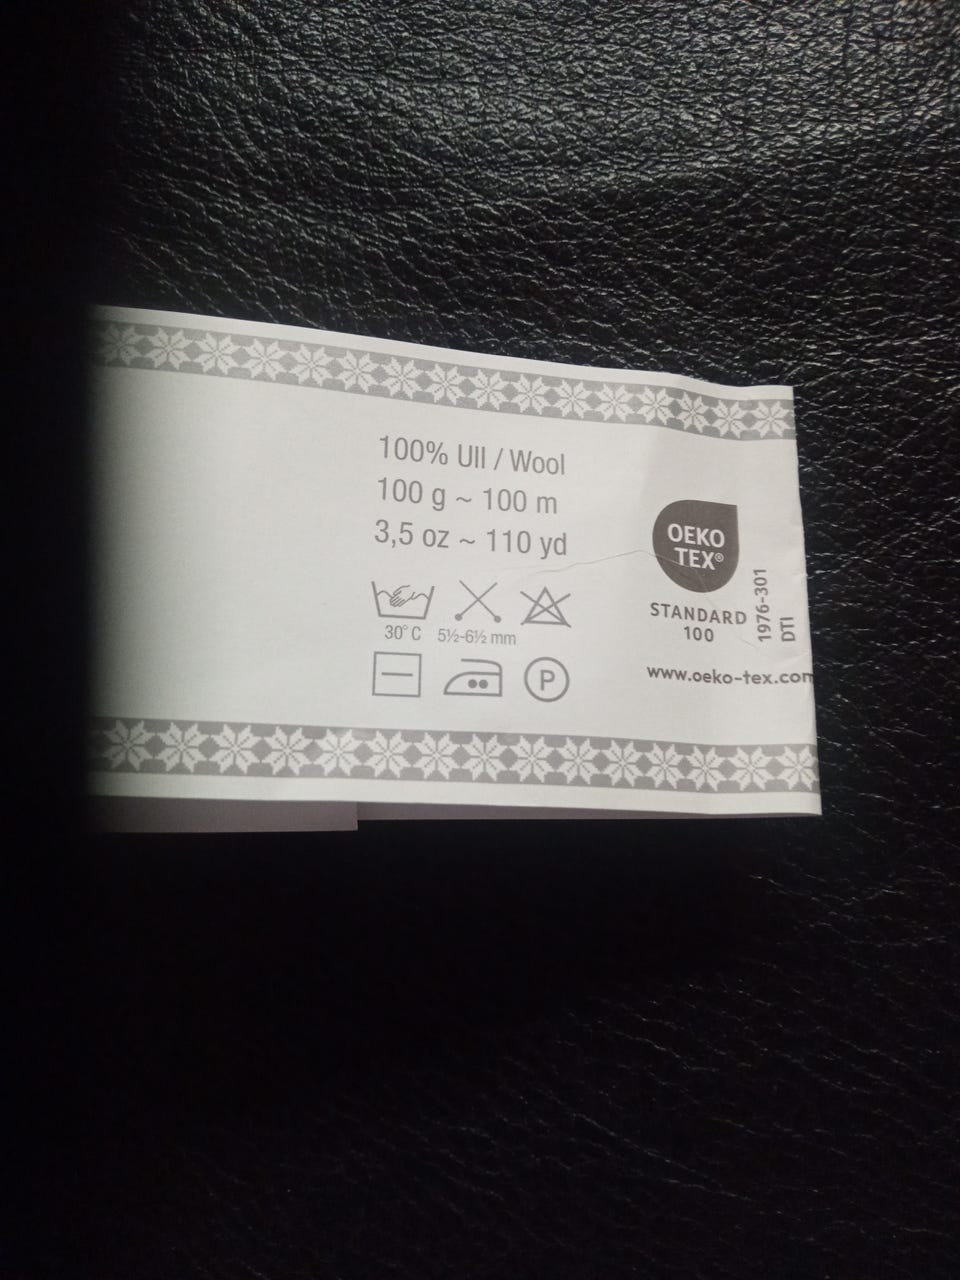 100% Ull / Wool
100 g ~ 100 m
3,5 oz ~ 110 yd
30° C 5½-6½ mm
P
OEKO
TEX®
STANDARD
100
1976-301
DTI
www.oeko-tex.com